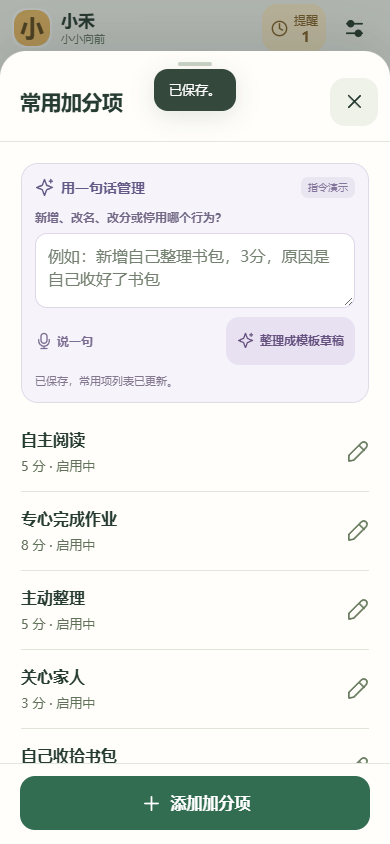 小
小禾
小小向前
提醒
1
已保存。
常用加分项
用一句话管理
指令演示
新增、改名、改分或停用哪个行为？
例如：新增自己整理书包，3分，原因是
自己收好了书包
说一句
整理成模板草稿
已保存，常用项列表已更新。
自主阅读
5 分 · 启用中
专心完成作业
8 分 · 启用中
主动整理
5 分 · 启用中
关心家人
3 分 · 启用中
自己收拾书包
添加加分项